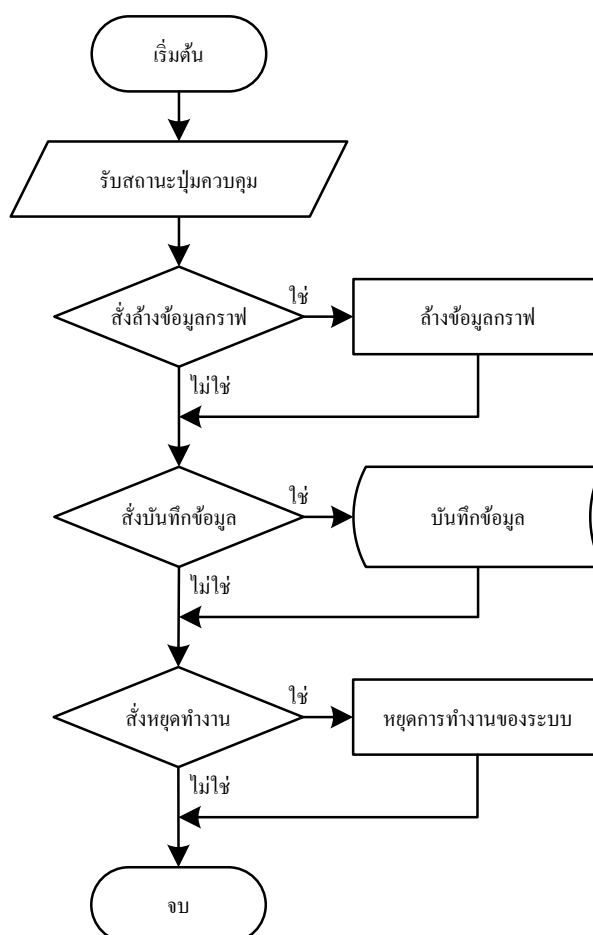 เริ่มต้น
รับสถานะปุ่มควบคุม
สั่งล้างข้อมูลกราฟ
ใช่
ล้างข้อมูลกราฟ
ไม่ใช่
สั่งบันทึกข้อมูล
ใช่
บันทึกข้อมูล
ไม่ใช่
สั่งหยุดทำงาน
ใช่
หยุดการทำงานของระบบ
ไม่ใช่
จบ